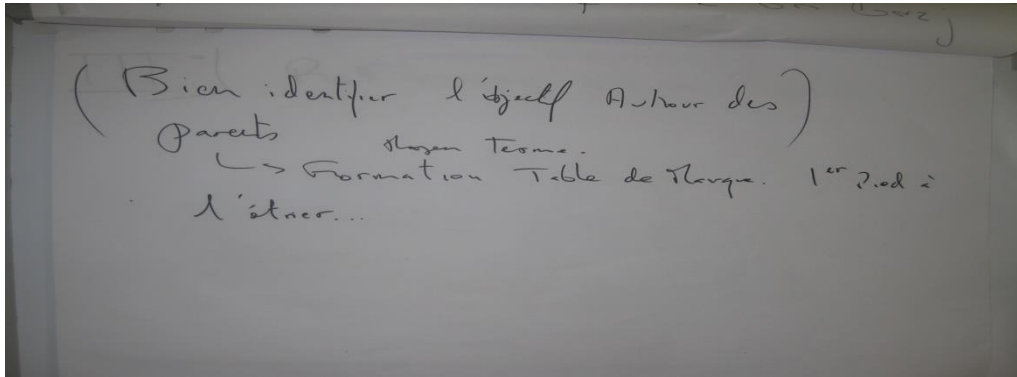 ( Bien identifier l'objectif Autour des )
parents
Moyen Terme.
↳ Formation Table de Marque. 1er Pied à
l'étrier...